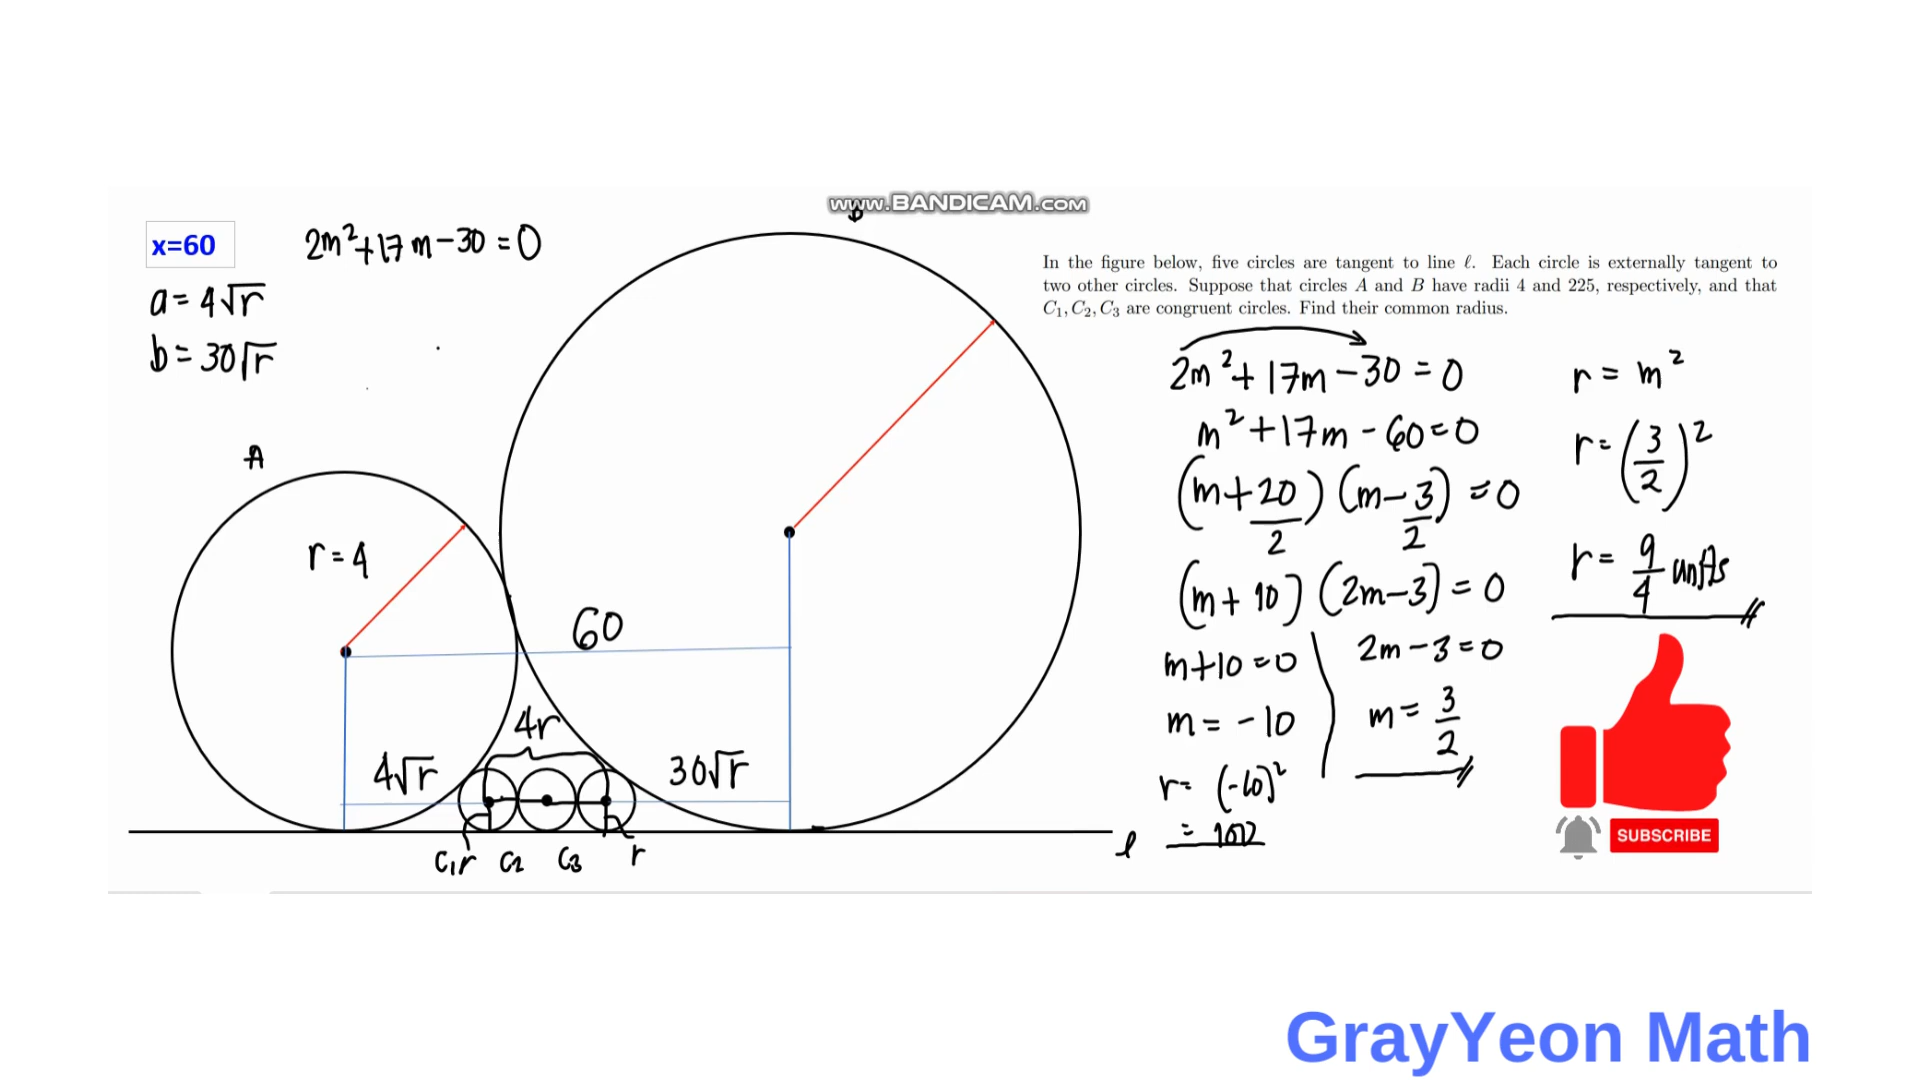 www.BANDICAM.com
x=60
2m²+17m-30=0
a=4√r
b=30√r
B
In the figure below, five circles are tangent to line ℓ. Each circle is externally tangent to
two other circles. Suppose that circles A and B have radii 4 and 225, respectively, and that
C₁, C₂, C₃ are congruent circles. Find their common radius.
A
r=4
60
4r
4√r
30√r
C₁
r
C₂
C₃
r
ℓ
2m²+17m-30=0
m²+17m-60=0
(m+20/2)(m-3/2)=0
(m+10)(2m-3)=0
m+10=0
m=-10
r=(-10)²
2m-3=0
m=3/2
r=m²
r=(3/2)²
r=9/4 units
SUBSCRIBE
GrayYeon Math